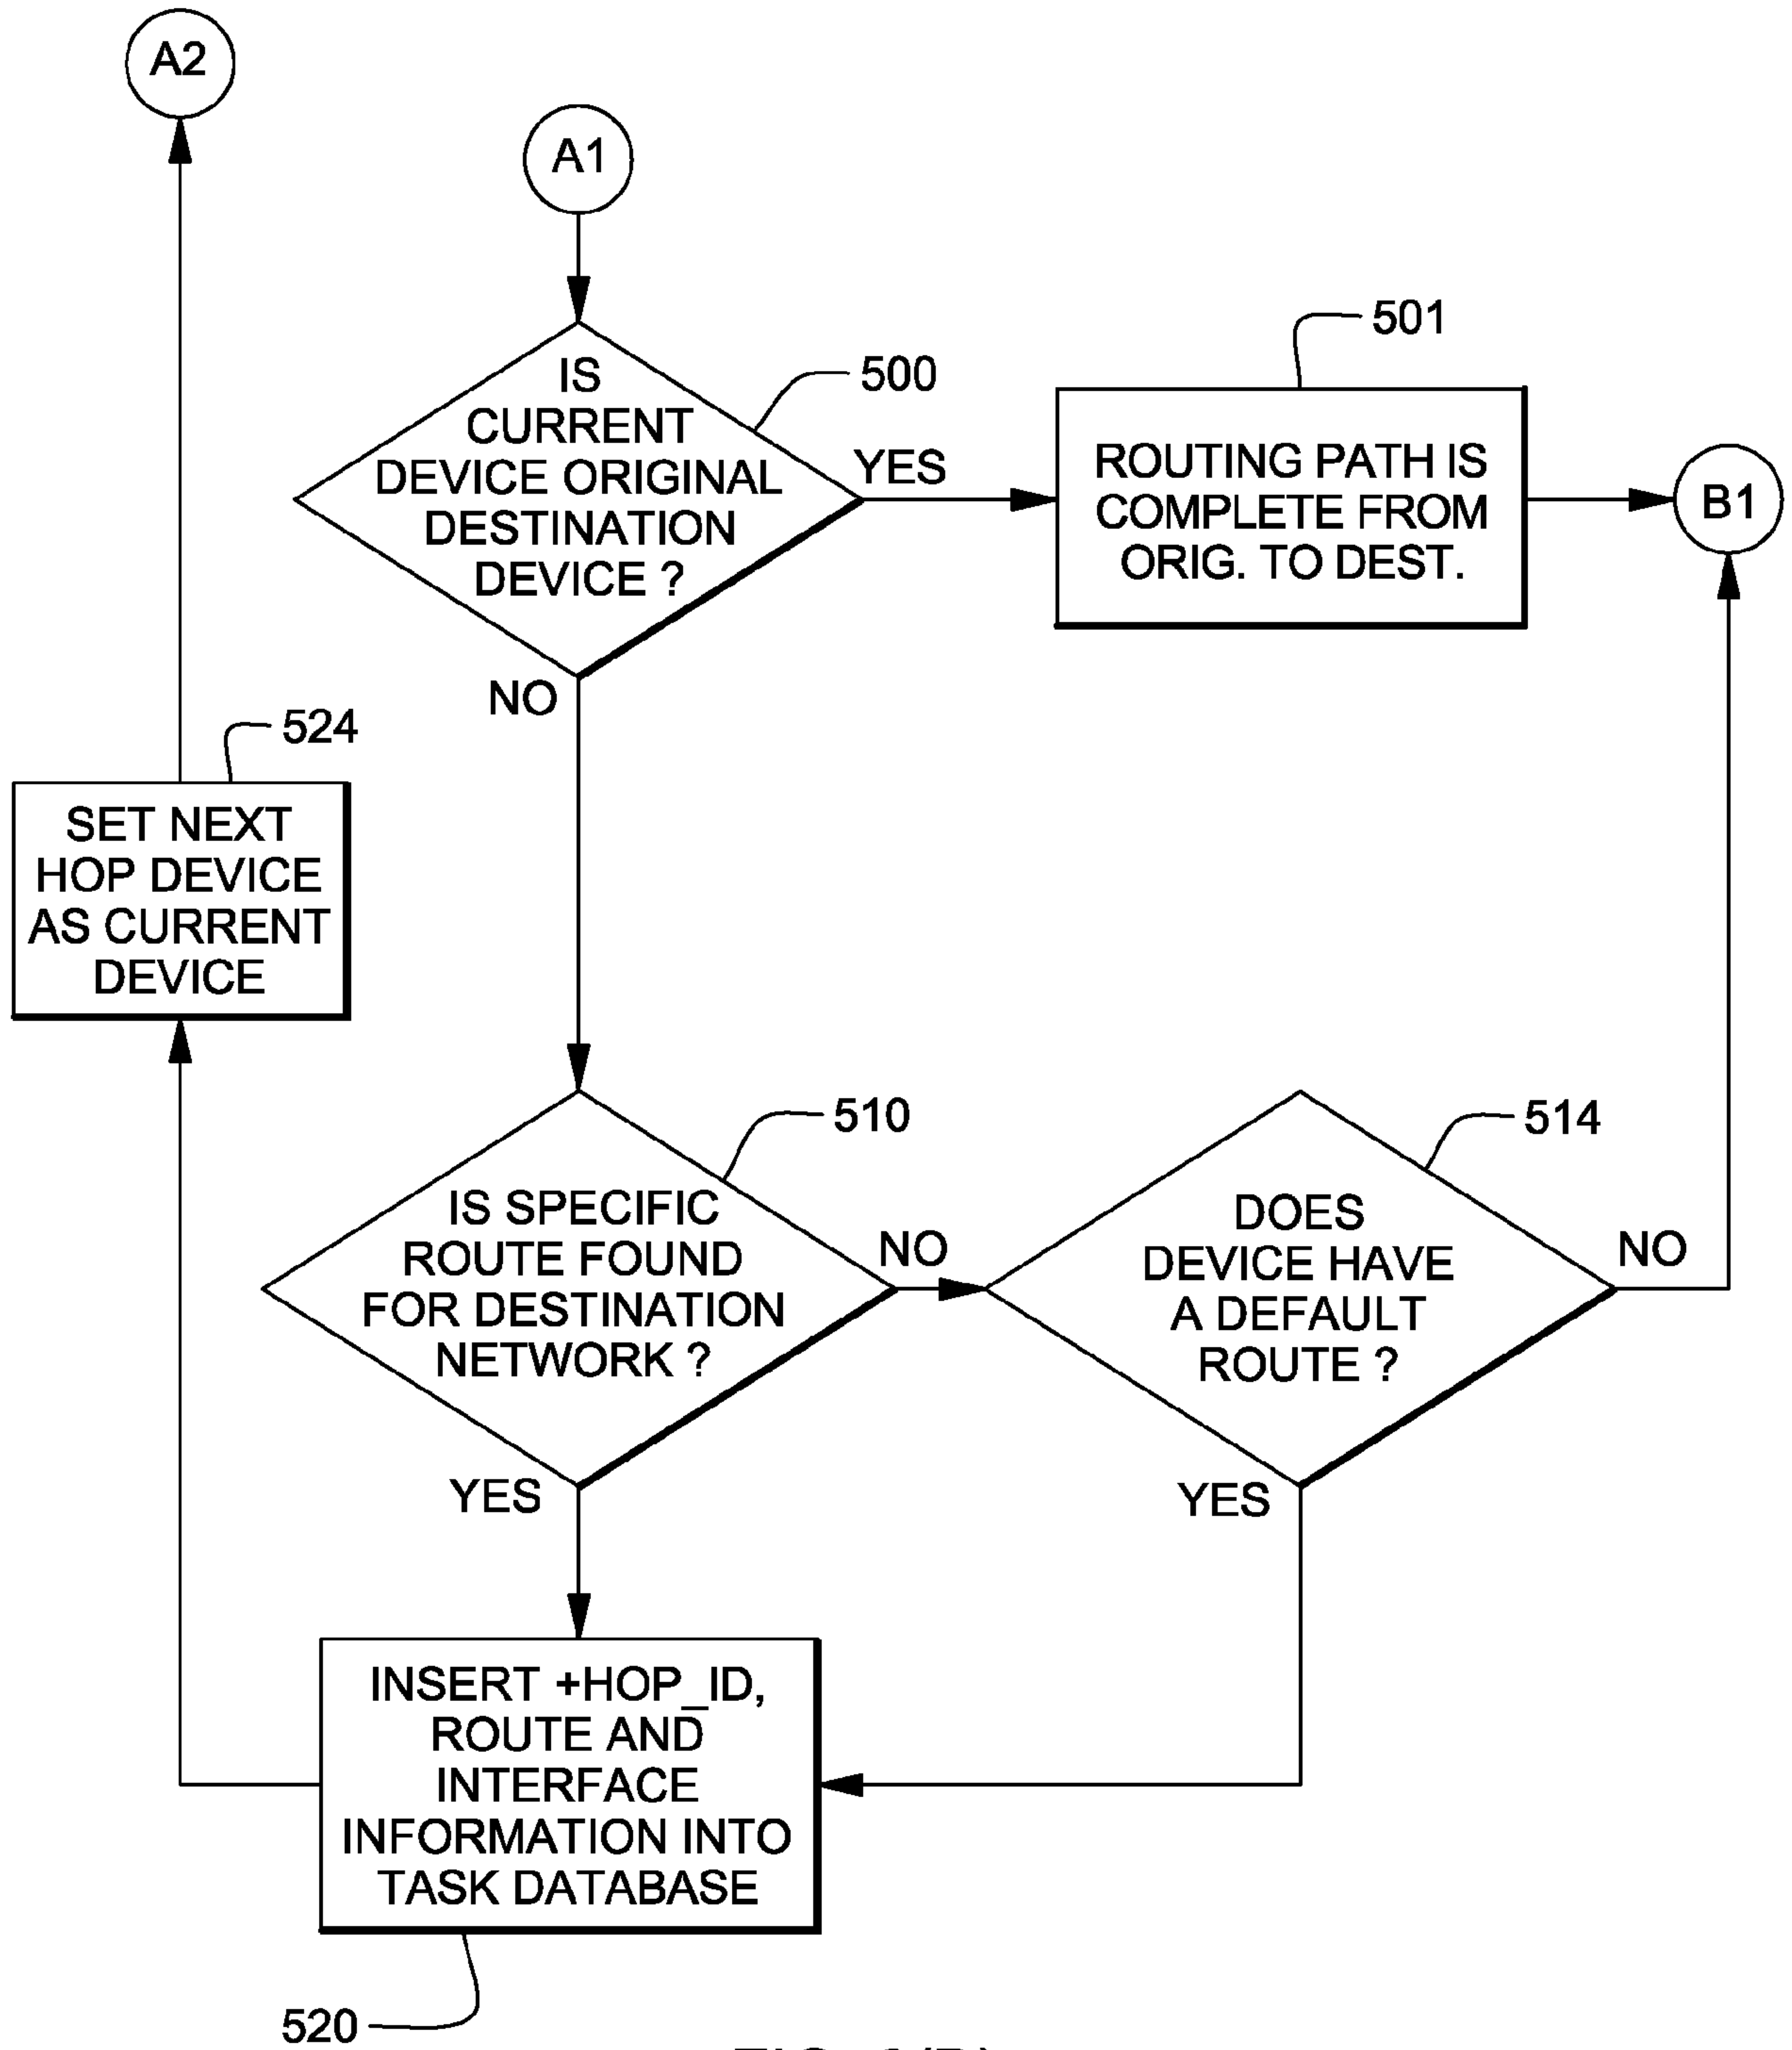 A2
A1
501
IS
CURRENT
DEVICE ORIGINAL
DESTINATION
DEVICE ?
500
YES
ROUTING PATH IS
COMPLETE FROM
ORIG. TO DEST.
B1
NO
524
SET NEXT
HOP DEVICE
AS CURRENT
DEVICE
510
514
IS SPECIFIC
ROUTE FOUND
FOR DESTINATION
NETWORK ?
NO
DOES
DEVICE HAVE
A DEFAULT
ROUTE ?
NO
YES
YES
INSERT +HOP_ID,
ROUTE AND
INTERFACE
INFORMATION INTO
TASK DATABASE
520